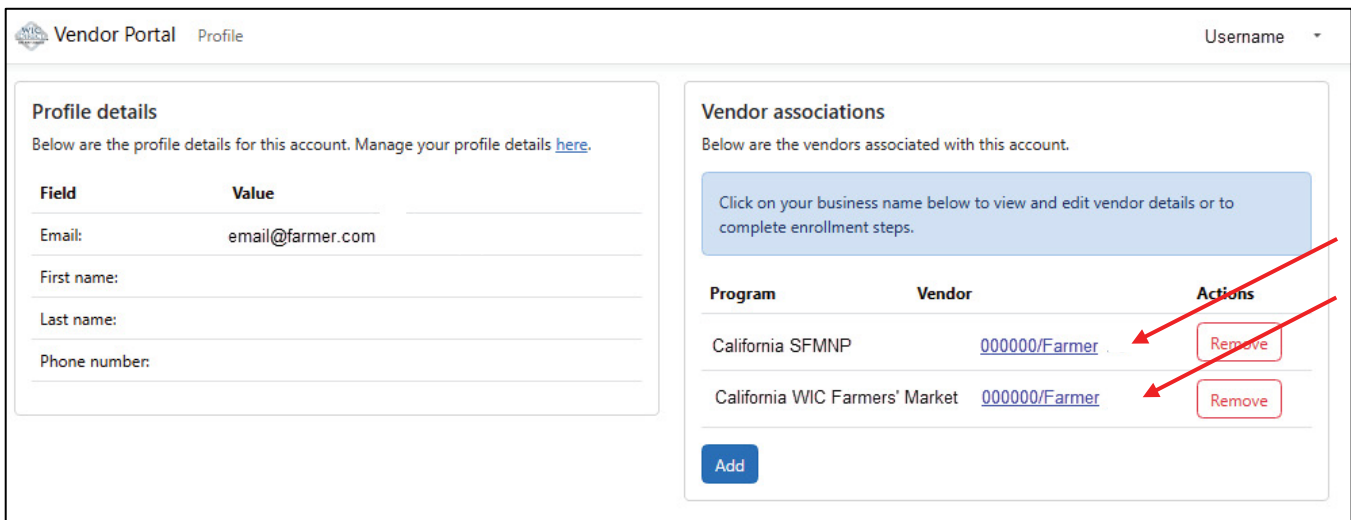 WIC Vendor Portal Profile Username
Profile details
Below are the profile details for this account. Manage your profile details here.
Field Value
Email: email@farmer.com
First name:
Last name:
Phone number:
Vendor associations
Below are the vendors associated with this account.
Click on your business name below to view and edit vendor details or to
complete enrollment steps.
Program Vendor Actions
California SFMNP 000000/Farmer Remove
California WIC Farmers' Market 000000/Farmer Remove
Add